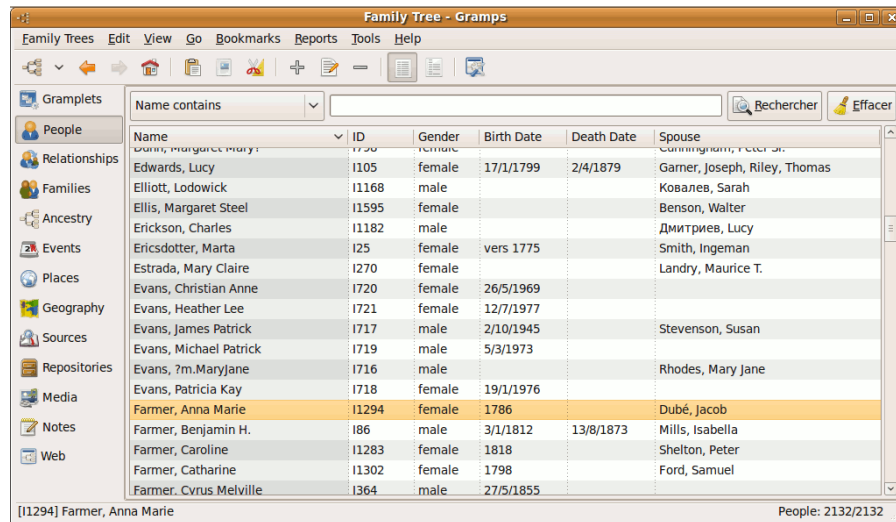 Family Tree - Gramps
Family Trees Edit View Go Bookmarks Reports Tools Help
Gramplets
People
Relationships
Families
Ancestry
Events
Places
Geography
Sources
Repositories
Media
Notes
Web
Name contains Rechercher Effacer
Name ID Gender Birth Date Death Date Spouse
Dunn, Margaret Mary? I798 female Cunningham, Peter Sr.
Edwards, Lucy I105 female 17/1/1799 2/4/1879 Garner, Joseph, Riley, Thomas
Elliott, Lodowick I1168 male Ковалев, Sarah
Ellis, Margaret Steel I1595 female Benson, Walter
Erickson, Charles I1182 male Дмитриев, Lucy
Ericsdotter, Marta I25 female vers 1775 Smith, Ingeman
Estrada, Mary Claire I270 female Landry, Maurice T.
Evans, Christian Anne I720 female 26/5/1969
Evans, Heather Lee I721 female 12/7/1977
Evans, James Patrick I717 male 2/10/1945 Stevenson, Susan
Evans, Michael Patrick I719 male 5/3/1973
Evans, ?m.MaryJane I716 male Rhodes, Mary Jane
Evans, Patricia Kay I718 female 19/1/1976
Farmer, Anna Marie I1294 female 1786 Dubé, Jacob
Farmer, Benjamin H. I86 male 3/1/1812 13/8/1873 Mills, Isabella
Farmer, Caroline I1283 female 1818 Shelton, Peter
Farmer, Catharine I1302 female 1798 Ford, Samuel
Farmer, Cyrus Melville I364 male 27/5/1855
[I1294] Farmer, Anna Marie People: 2132/2132